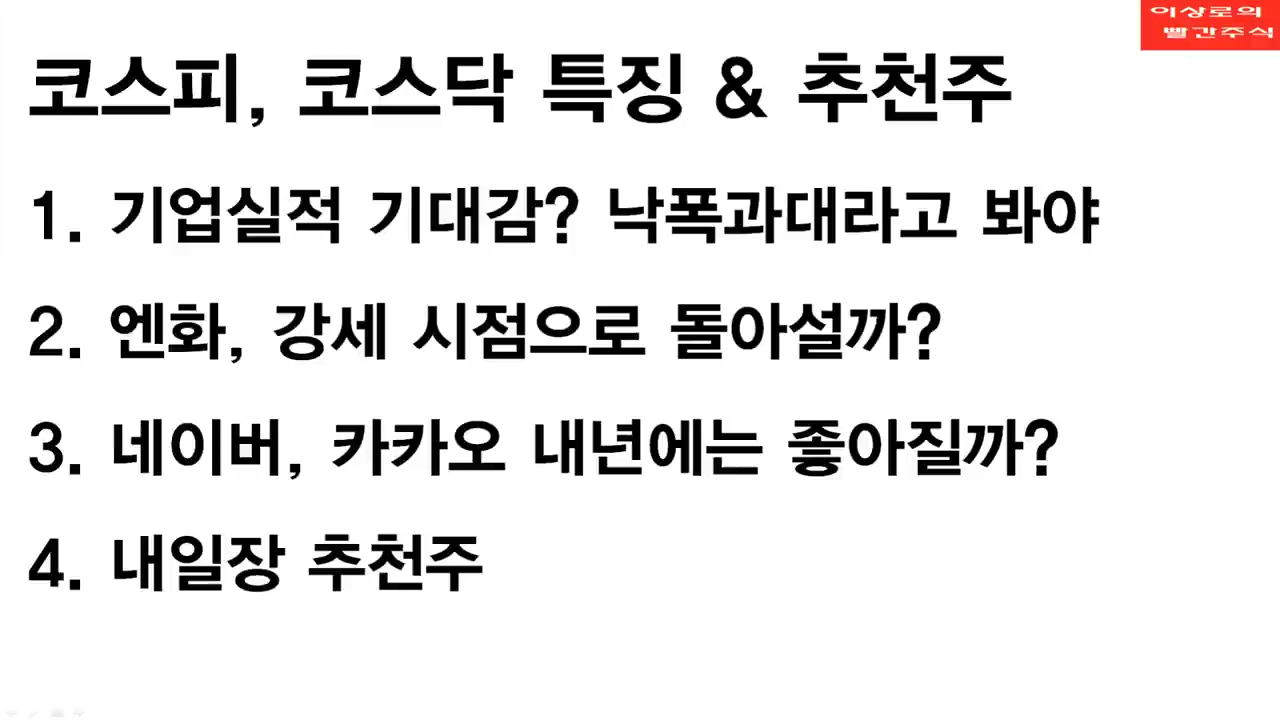 이상로의
빨간주식
코스피, 코스닥 특징 & 추천주
1. 기업실적 기대감? 낙폭과대라고 봐야
2. 엔화, 강세 시점으로 돌아설까?
3. 네이버, 카카오 내년에는 좋아질까?
4. 내일장 추천주